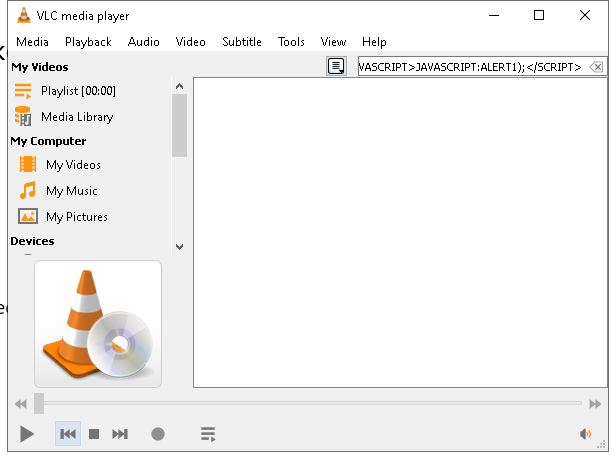 VLC media player
Media Playback Audio Video Subtitle Tools View Help
My Videos
VASCRIPT>JAVASCRIPT:ALERT1);</SCRIPT>
Playlist [00:00]
Media Library
My Computer
My Videos
My Music
My Pictures
Devices